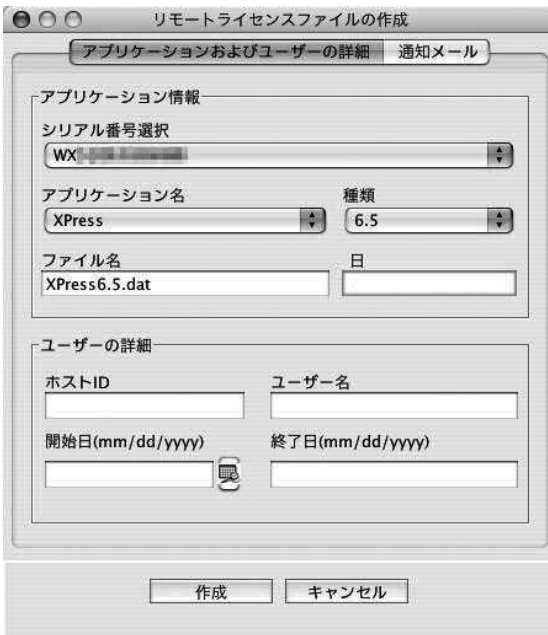 リモートライセンスファイルの作成
アプリケーションおよびユーザーの詳細 通知メール
アプリケーション情報
シリアル番号選択
WX
アプリケーション名 種類
XPress 6.5
ファイル名 日
XPress6.5.dat
ユーザーの詳細
ホストID ユーザー名
開始日(mm/dd/yyyy) 終了日(mm/dd/yyyy)
作成 キャンセル